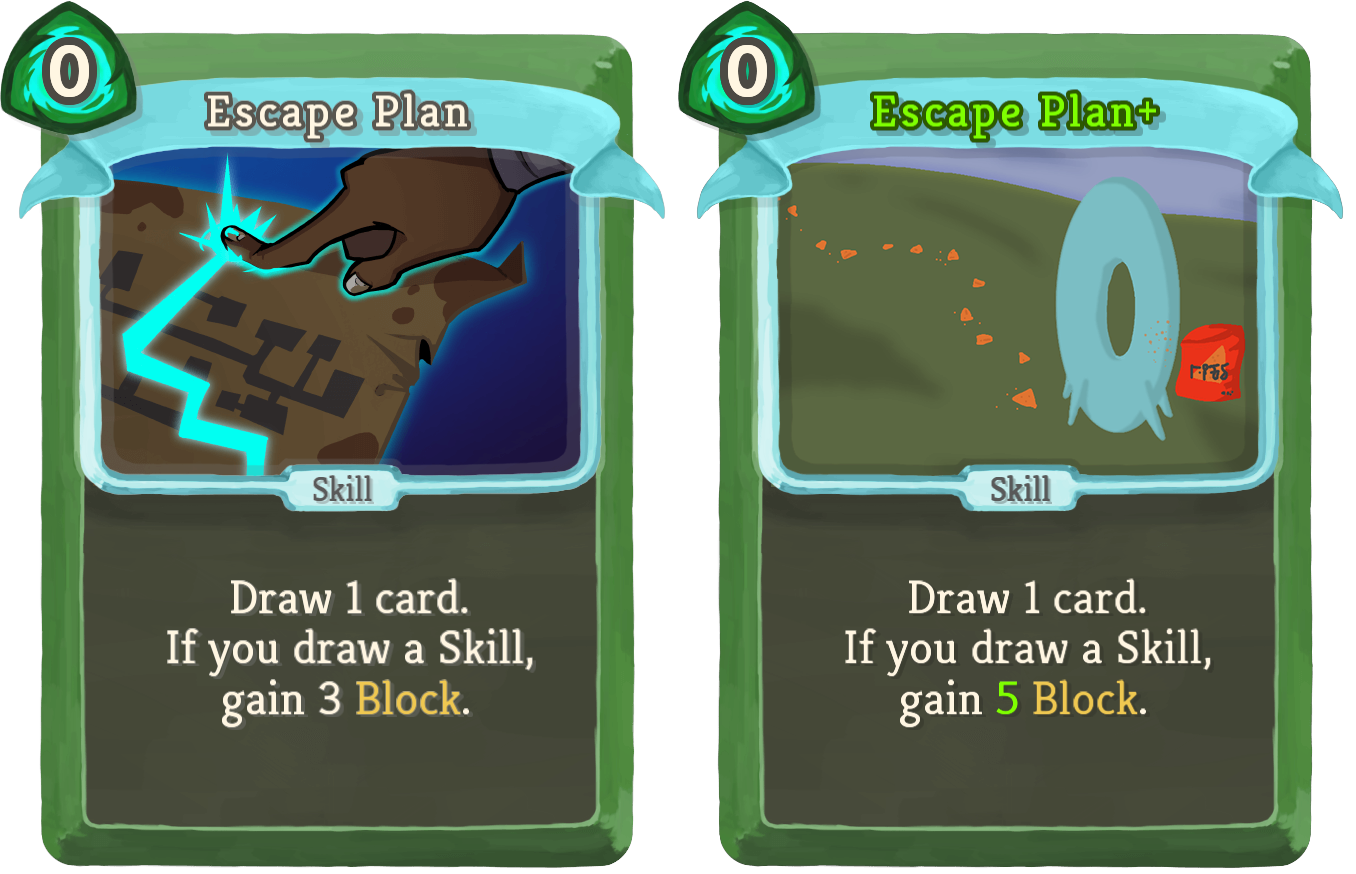 0
Escape Plan
Skill
Draw 1 card.
If you draw a Skill,
gain 3 Block.
0
Escape Plan+
Skill
Draw 1 card.
If you draw a Skill,
gain 5 Block.